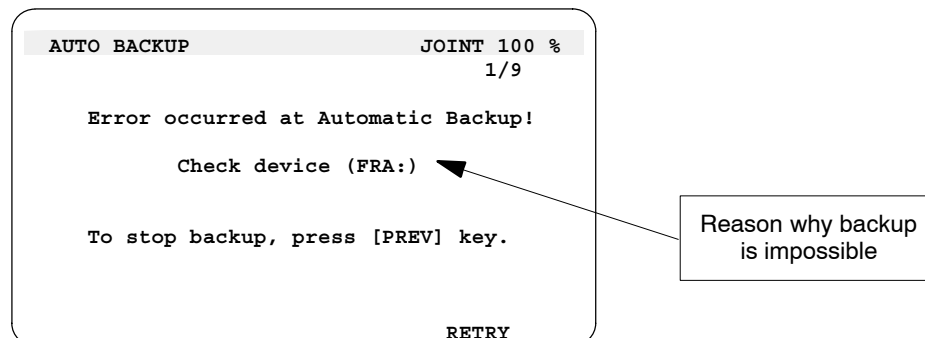 AUTO BACKUP JOINT 100 %
1/9
Error occurred at Automatic Backup!
Check device (FRA:)
To stop backup, press [PREV] key.
RETRY
Reason why backup
is impossible